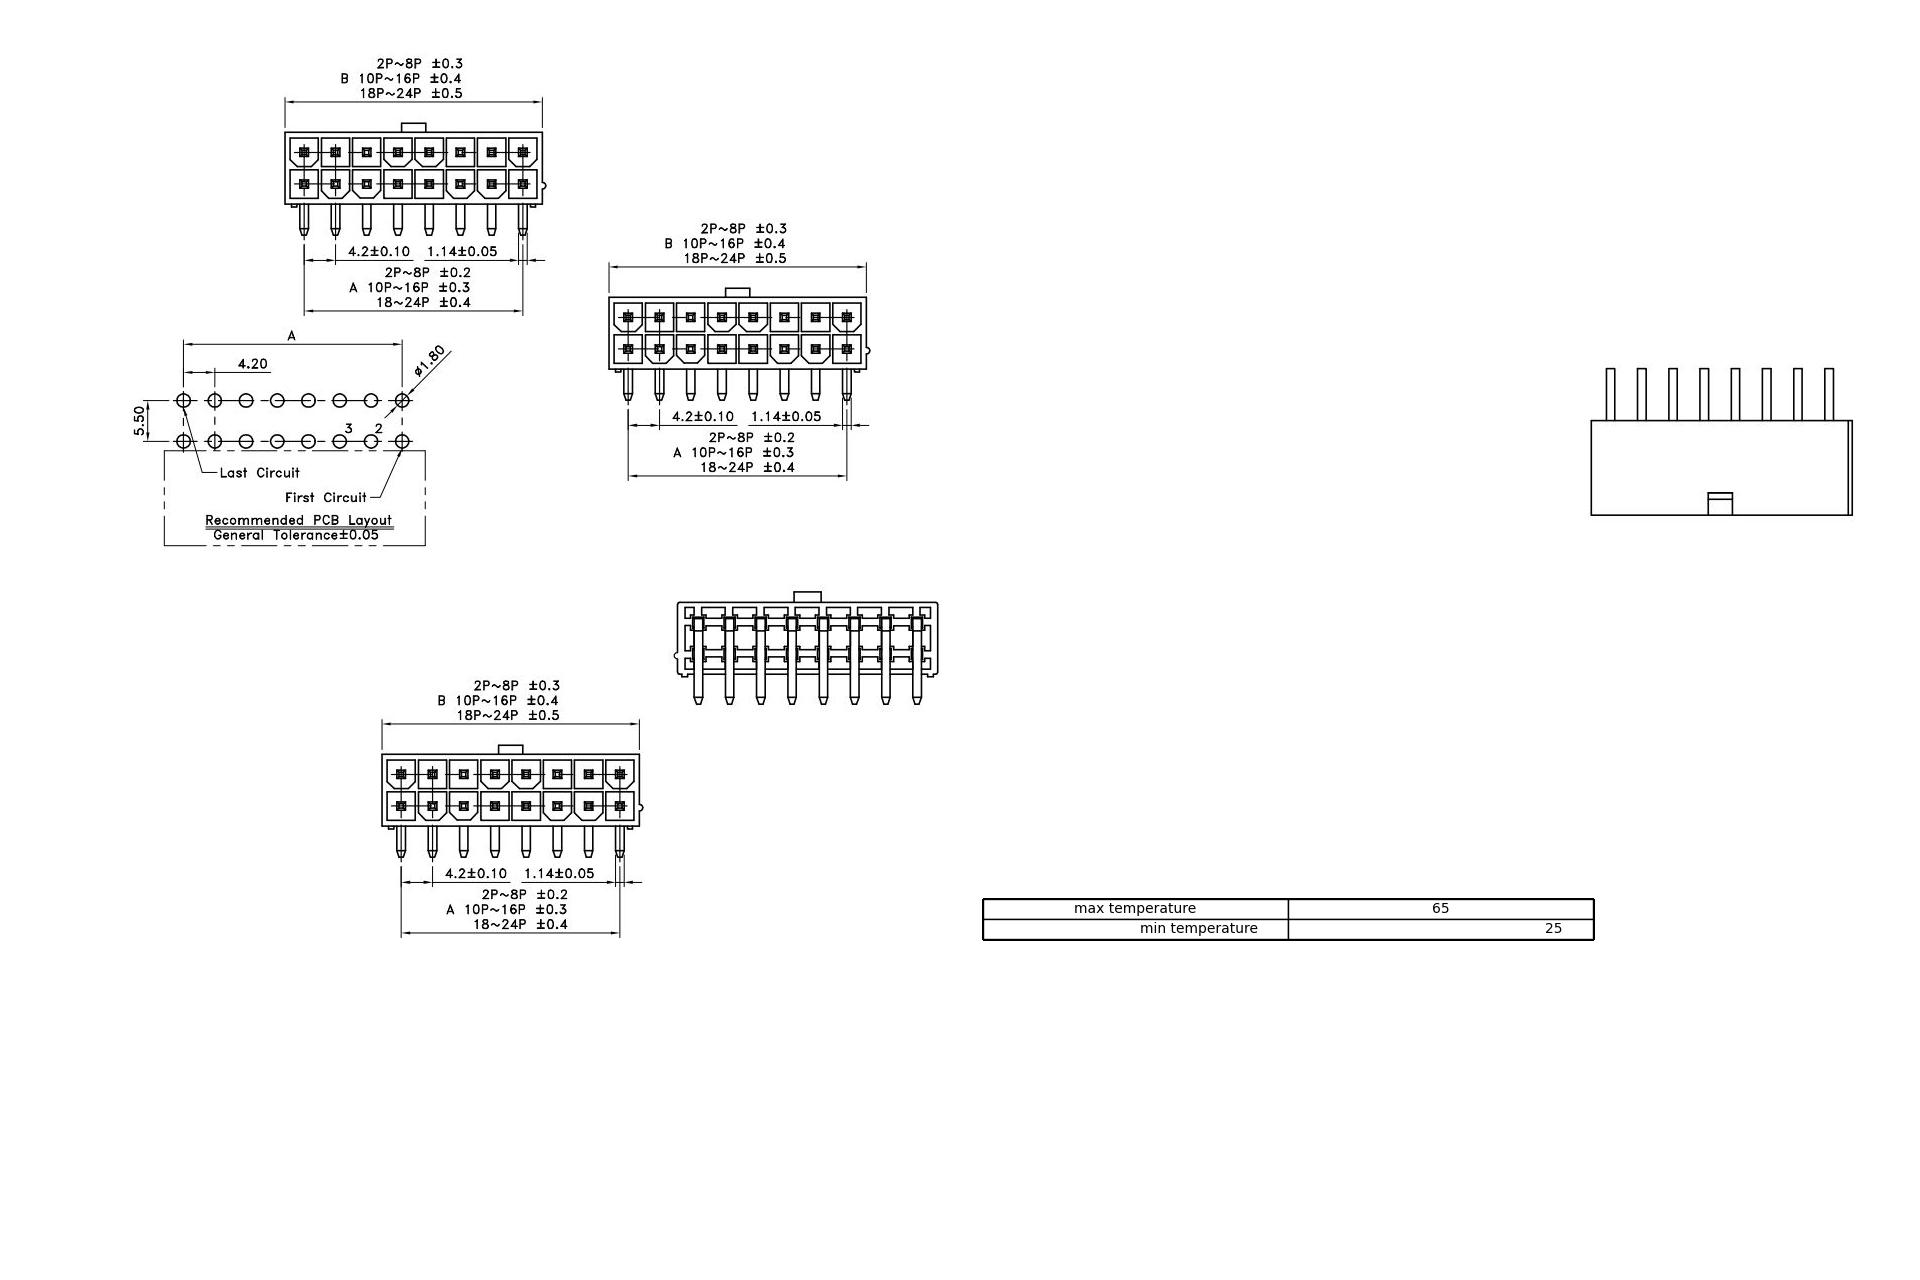 2P~8P ±0.3
B 10P~16P ±0.4
18P~24P ±0.5
4.2±0.10 1.14±0.05
2P~8P ±0.2
A 10P~16P ±0.3
18~24P ±0.4
2P~8P ±0.3
B 10P~16P ±0.4
18P~24P ±0.5
4.2±0.10 1.14±0.05
2P~8P ±0.2
A 10P~16P ±0.3
18~24P ±0.4
A
4.20
ø1.80
5.50
3 2
Last Circuit
First Circuit
Recommended PCB Layout
General Tolerance±0.05
2P~8P ±0.3
B 10P~16P ±0.4
18P~24P ±0.5
4.2±0.10 1.14±0.05
2P~8P ±0.2
A 10P~16P ±0.3
18~24P ±0.4
max temperature 65
min temperature 25